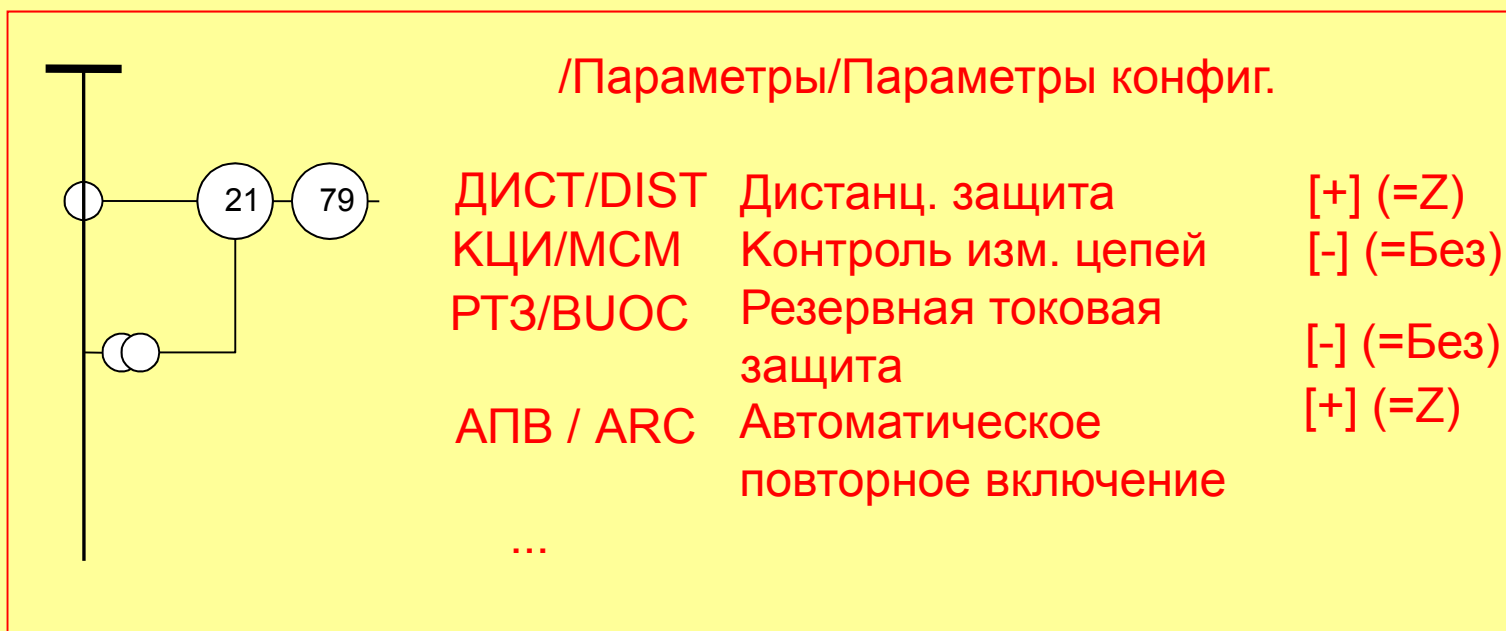 /Параметры/Параметры конфиг.
21 79
ДИСТ/DIST Дистанц. защита [+] (=Z)
КЦИ/MCM Контроль изм. цепей [-] (=Без)
РТЗ/BUOC Резервная токовая
защита [-] (=Без)
АПВ / ARC Автоматическое [+] (=Z)
повторное включение
...